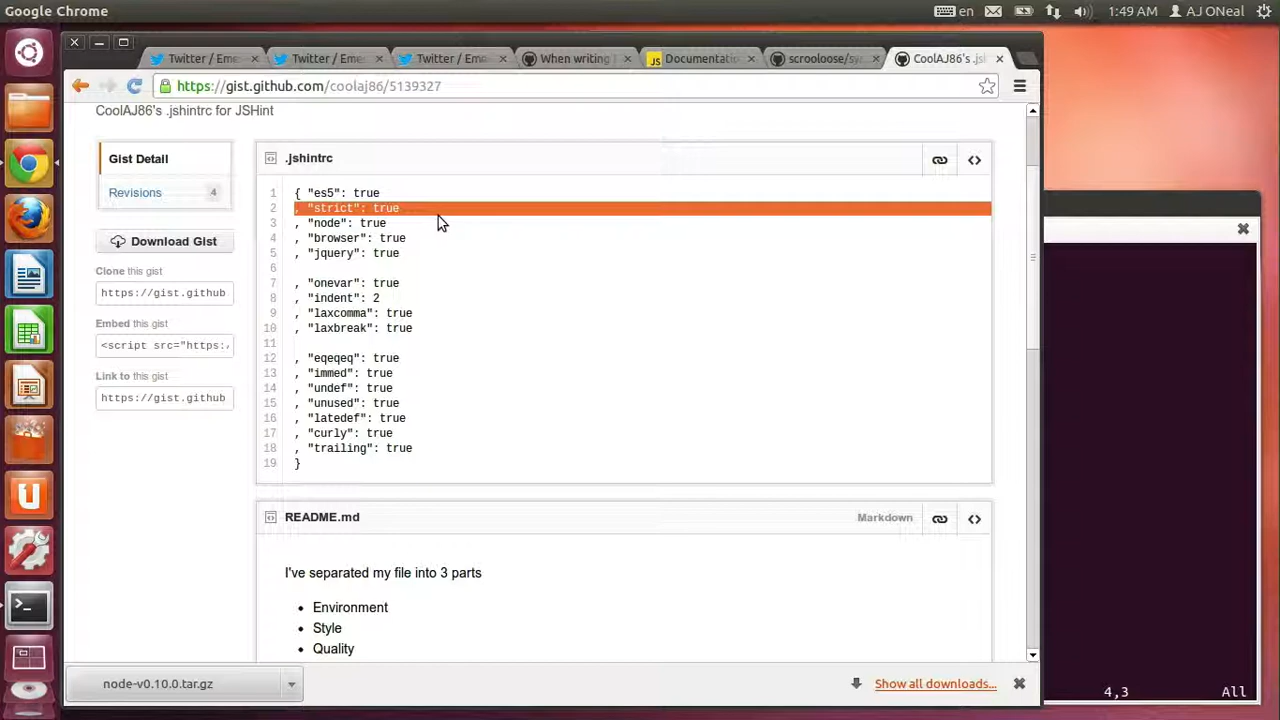 Google Chrome
en
1:49 AM
AJ ONeal
Twitter / Eme
Twitter / Eme
Twitter / Eme
When writing
Documentatio
scrooloose/sy
CoolAJ86's .js
https://gist.github.com/coolaj86/5139327
CoolAJ86's .jshintrc for JSHint
Gist Detail
Revisions 4
Download Gist
Clone this gist
https://gist.github
Embed this gist
<script src="https:/
Link to this gist
https://gist.github
.jshintrc
1 { "es5": true
2 , "strict": true
3 , "node": true
4 , "browser": true
5 , "jquery": true
6
7 , "onevar": true
8 , "indent": 2
9 , "laxcomma": true
10 , "laxbreak": true
11
12 , "eqeqeq": true
13 , "immed": true
14 , "undef": true
15 , "unused": true
16 , "latedef": true
17 , "curly": true
18 , "trailing": true
19 }
README.md
Markdown
I've separated my file into 3 parts
• Environment
• Style
• Quality
node-v0.10.0.tar.gz
Show all downloads...
4,3
All